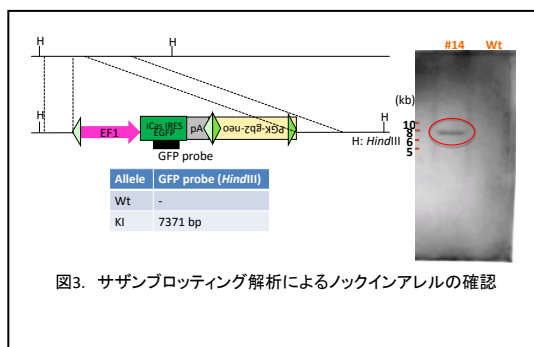 H H H
#14 Wt
(kb)
10
8
6
5
H H
EF1 iCas IRES EGFP pA PGK-gb2-neo
GFP probe
H: HindIII
Allele GFP probe (HindIII)
Wt -
KI 7371 bp
図3. サザンブロッティング解析によるノックインアレルの確認